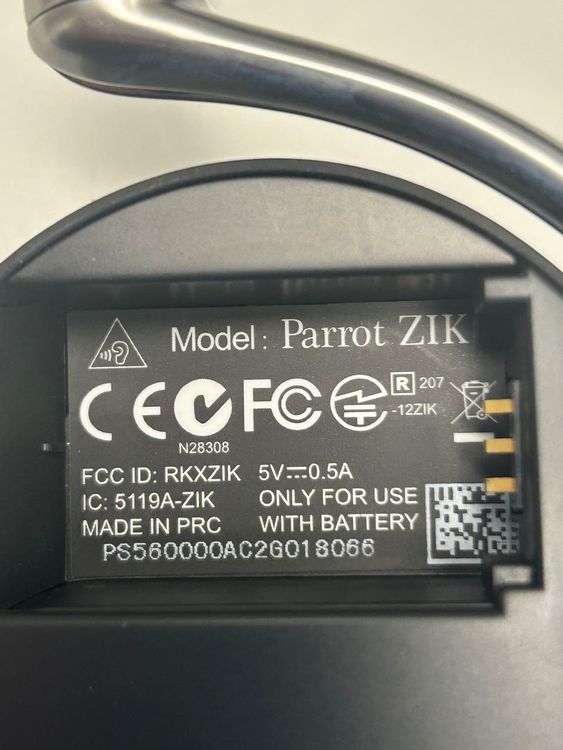 Model: Parrot ZIK
CE FC R 207
-12ZIK
N28308
FCC ID: RKXZIK 5V⎓0.5A
IC: 5119A-ZIK ONLY FOR USE
MADE IN PRC WITH BATTERY
PS560000AC2G018066